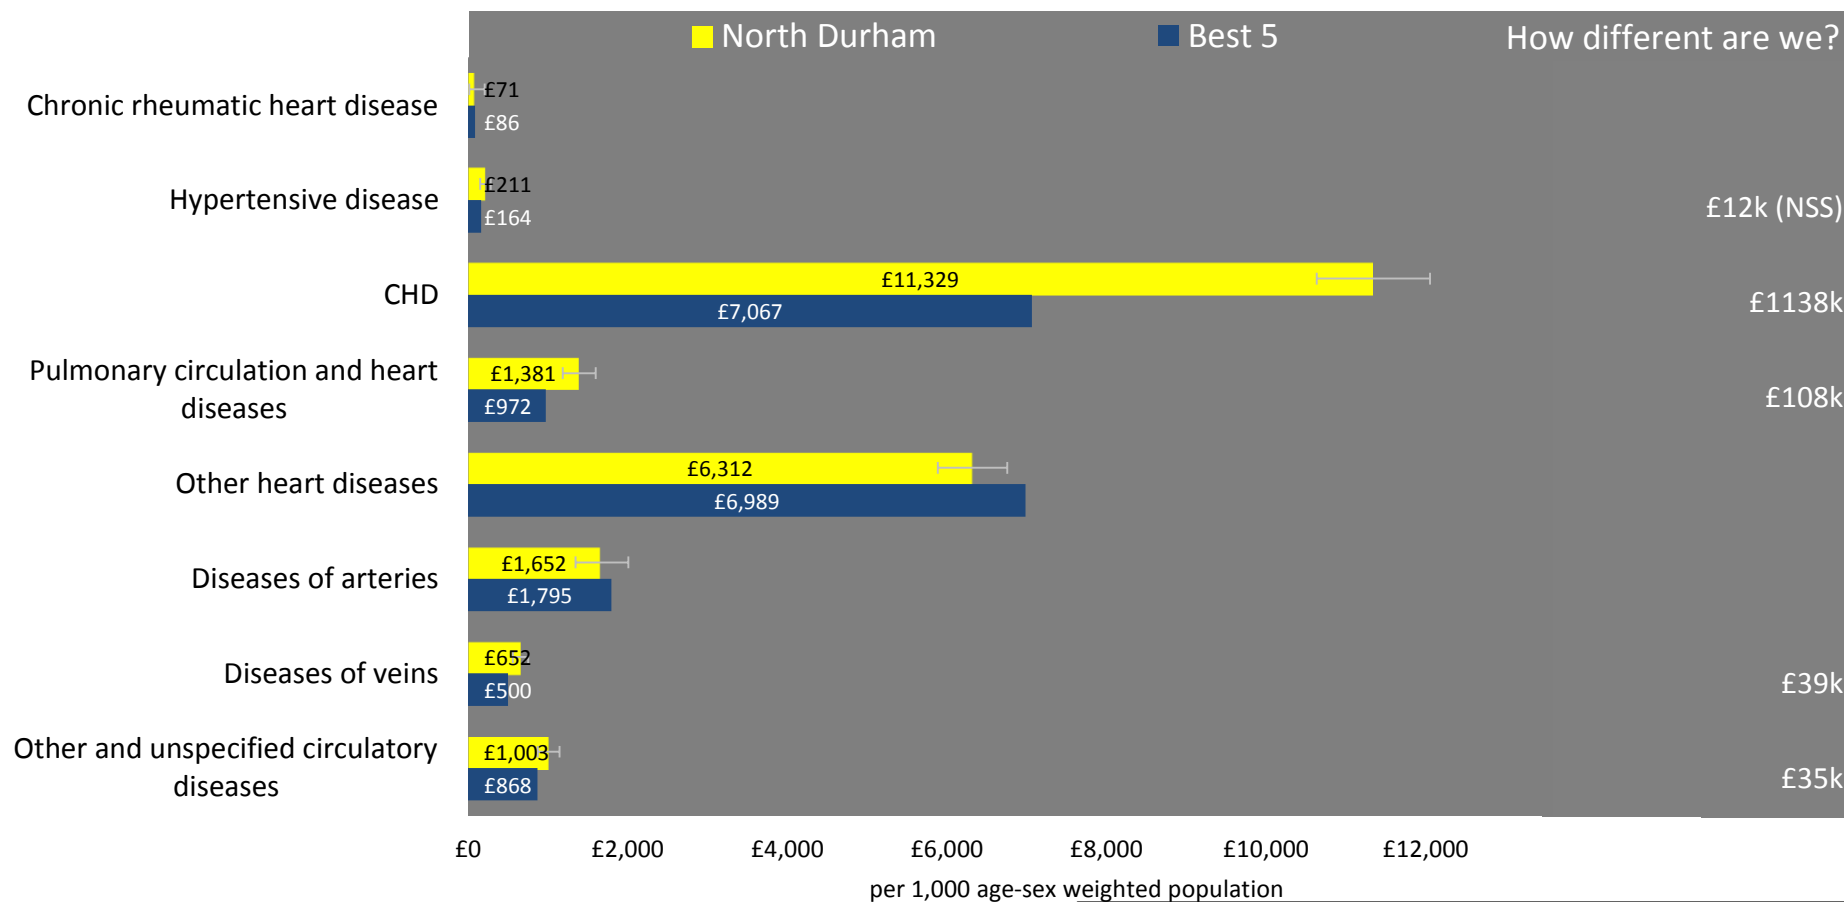 North Durham
Best 5
How different are we?
Chronic rheumatic heart disease
£71
£86
Hypertensive disease
£211
£164
£12k (NSS)
CHD
£11,329
£7,067
£1138k
Pulmonary circulation and heart
diseases
£1,381
£972
£108k
Other heart diseases
£6,312
£6,989
Diseases of arteries
£1,652
£1,795
Diseases of veins
£652
£500
£39k
Other and unspecified circulatory
diseases
£1,003
£868
£35k
£0 £2,000 £4,000 £6,000 £8,000 £10,000 £12,000
per 1,000 age-sex weighted population